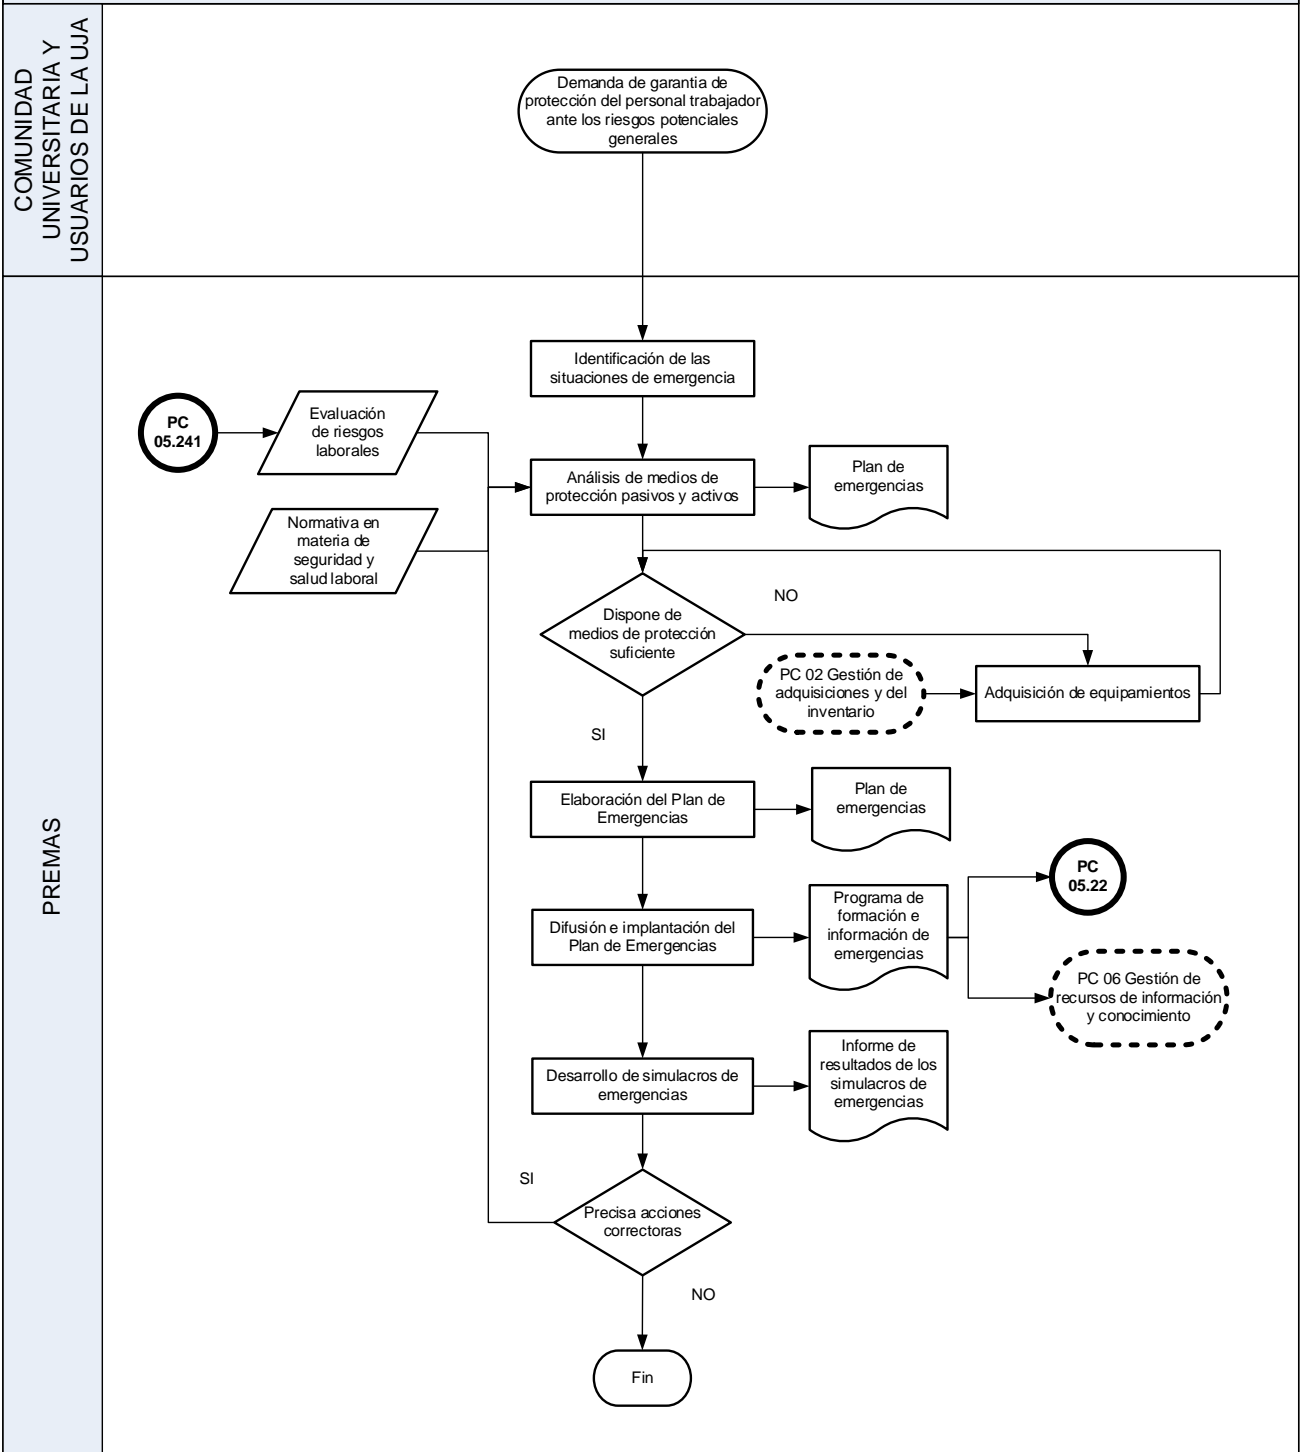 COMUNIDAD
UNIVERSITARIA Y
USUARIOS DE LA UJA
Demanda de garantia de
protección del personal trabajador
ante los riesgos potenciales
generales
PREMAS
Identificación de las
situaciones de emergencia
PC
05.241
Evaluación
de riesgos
laborales
Análisis de medios de
protección pasivos y activos
Plan de
emergencias
Normativa en
materia de
seguridad y
salud laboral
Dispone de
medios de protección
suficiente
NO
PC 02 Gestión de
adquisiciones y del
inventario
Adquisición de equipamientos
SI
Elaboración del Plan de
Emergencias
Plan de
emergencias
Difusión e implantación del
Plan de Emergencias
Programa de
formación e
información de
emergencias
PC
05.22
PC 06 Gestión de
recursos de información
y conocimiento
Desarrollo de simulacros de
emergencias
Informe de
resultados de los
simulacros de
emergencias
SI
Precisa acciones
correctoras
NO
Fin